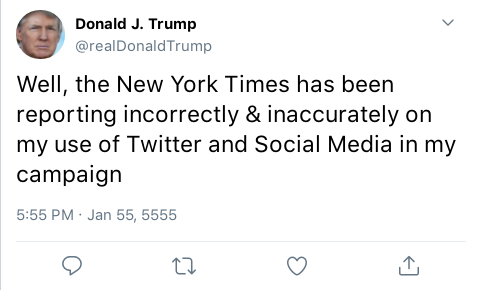 Donald J. Trump
@realDonaldTrump
Well, the New York Times has been
reporting incorrectly & inaccurately on
my use of Twitter and Social Media in my
campaign
5:55 PM · Jan 55, 5555